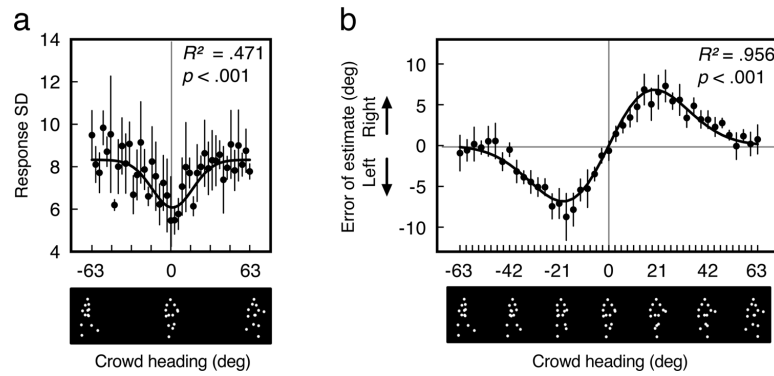 a
R² = .471
p < .001
Response SD
14
12
10
8
6
4
-63
0
63
Crowd heading (deg)
b
R² = .956
p < .001
Error of estimate (deg)
Left
Right
10
5
0
-5
-10
-63
-42
-21
0
21
42
63
Crowd heading (deg)